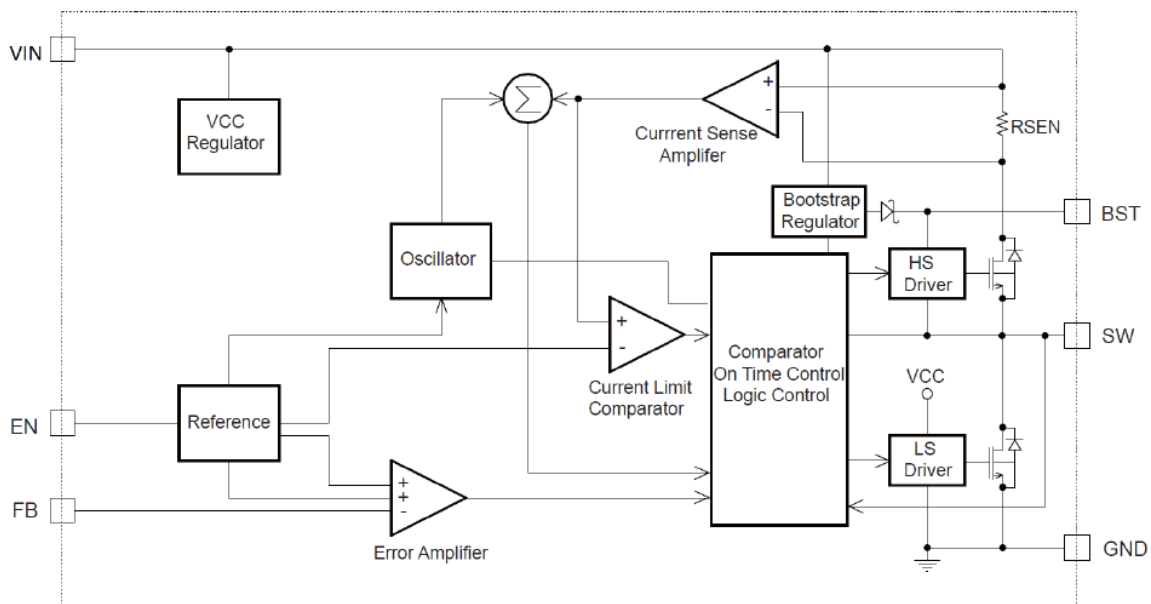 VIN
VCC
Regulator
Σ
+
-
Currrent Sense
Amplifer
RSEN
Bootstrap
Regulator
BST
Oscillator
HS
Driver
+
-
Current Limit
Comparator
Comparator
On Time Control
Logic Control
SW
VCC
EN
Reference
LS
Driver
FB
+
+
-
Error Amplifier
GND